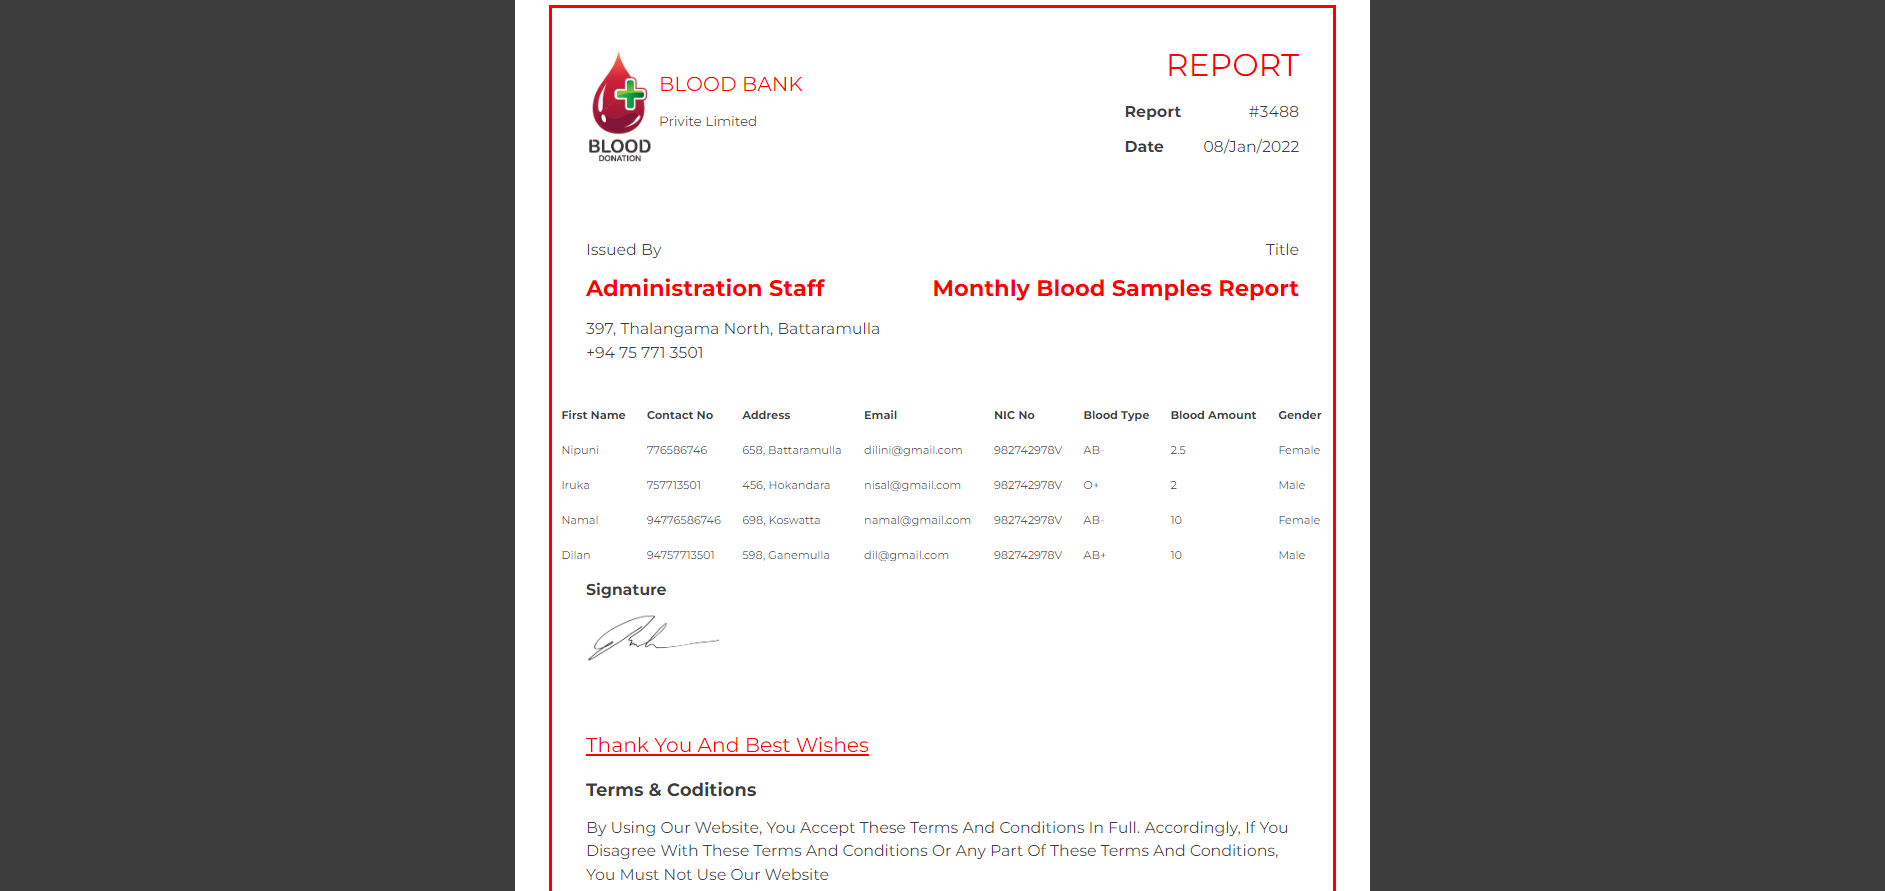 BLOOD
DONATION
BLOOD BANK
Privite Limited
REPORT
Report #3488
Date 08/Jan/2022
Issued By
Administration Staff
397, Thalangama North, Battaramulla
+94 75 771 3501
Title
Monthly Blood Samples Report
First Name Contact No Address Email NIC No Blood Type Blood Amount Gender
Nipuni 776586746 658, Battaramulla dilini@gmail.com 982742978V AB- 2.5 Female
Iruka 757713501 456, Hokandara nisal@gmail.com 982742978V O+ 2 Male
Namal 94776586746 698, Koswatta namal@gmail.com 982742978V AB- 10 Female
Dilan 94757713501 598, Ganemulla dil@gmail.com 982742978V AB+ 10 Male
Signature
Thank You And Best Wishes
Terms & Coditions
By Using Our Website, You Accept These Terms And Conditions In Full. Accordingly, If You
Disagree With These Terms And Conditions Or Any Part Of These Terms And Conditions,
You Must Not Use Our Website